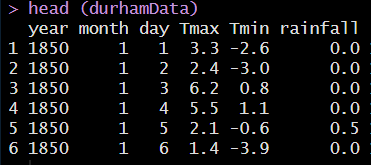 > head (durhamData)
year month day Tmax Tmin rainfall
1 1850 1 1 3.3 -2.6 0.0
2 1850 1 2 2.4 -3.0 0.0
3 1850 1 3 6.2 0.8 0.0
4 1850 1 4 5.5 1.1 0.0
5 1850 1 5 2.1 -0.6 0.5
6 1850 1 6 1.4 -3.9 0.0